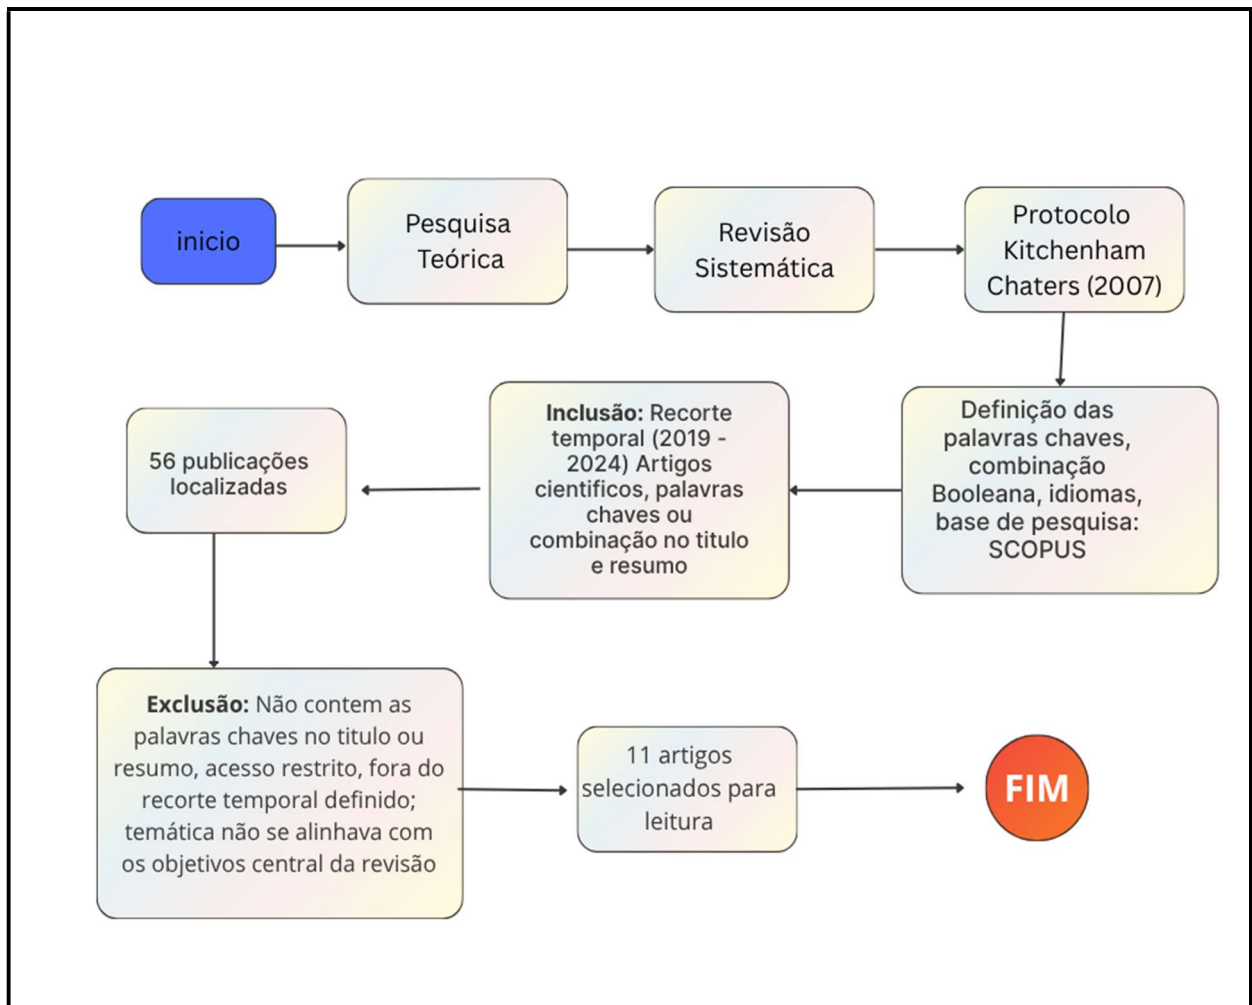 inicio
Pesquisa
Teórica
Revisão
Sistemática
Protocolo
Kitchenham
Chaters (2007)
Definição das
palavras chaves,
combinação
Booleana, idiomas,
base de pesquisa:
SCOPUS
Inclusão: Recorte
temporal (2019 -
2024) Artigos
cientificos, palavras
chaves ou
combinação no titulo
e resumo
56 publicações
localizadas
Exclusão: Não contem as
palavras chaves no titulo ou
resumo, acesso restrito, fora do
recorte temporal definido;
temática não se alinhava com
os objetivos central da revisão
11 artigos
selecionados para
leitura
FIM